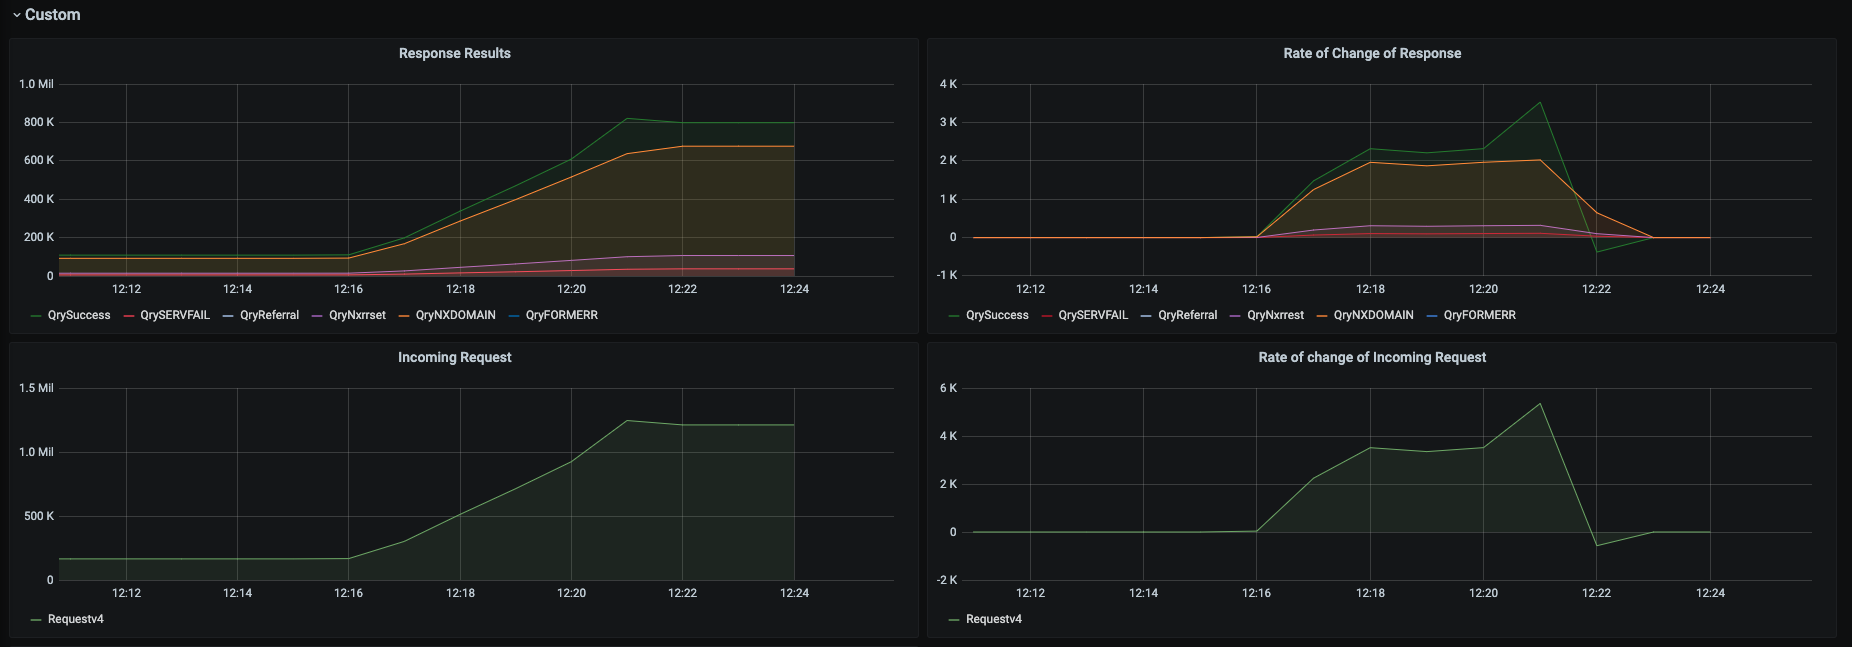 Custom
Response Results
1.0 Mil
800 K
600 K
400 K
200 K
0
12:12 12:14 12:16 12:18 12:20 12:22 12:24
QrySuccess QrySERVFAIL QryReferral QryNxrrset QryNXDOMAIN QryFORMERR
Rate of Change of Response
4 K
3 K
2 K
1 K
0
-1 K
12:12 12:14 12:16 12:18 12:20 12:22 12:24
QrySuccess QrySERVFAIL QryReferral QryNxrrest QryNXDOMAIN QryFORMERR
Incoming Request
1.5 Mil
1.0 Mil
500 K
0
12:12 12:14 12:16 12:18 12:20 12:22 12:24
Requestv4
Rate of change of Incoming Request
6 K
4 K
2 K
0
-2 K
12:12 12:14 12:16 12:18 12:20 12:22 12:24
Requestv4